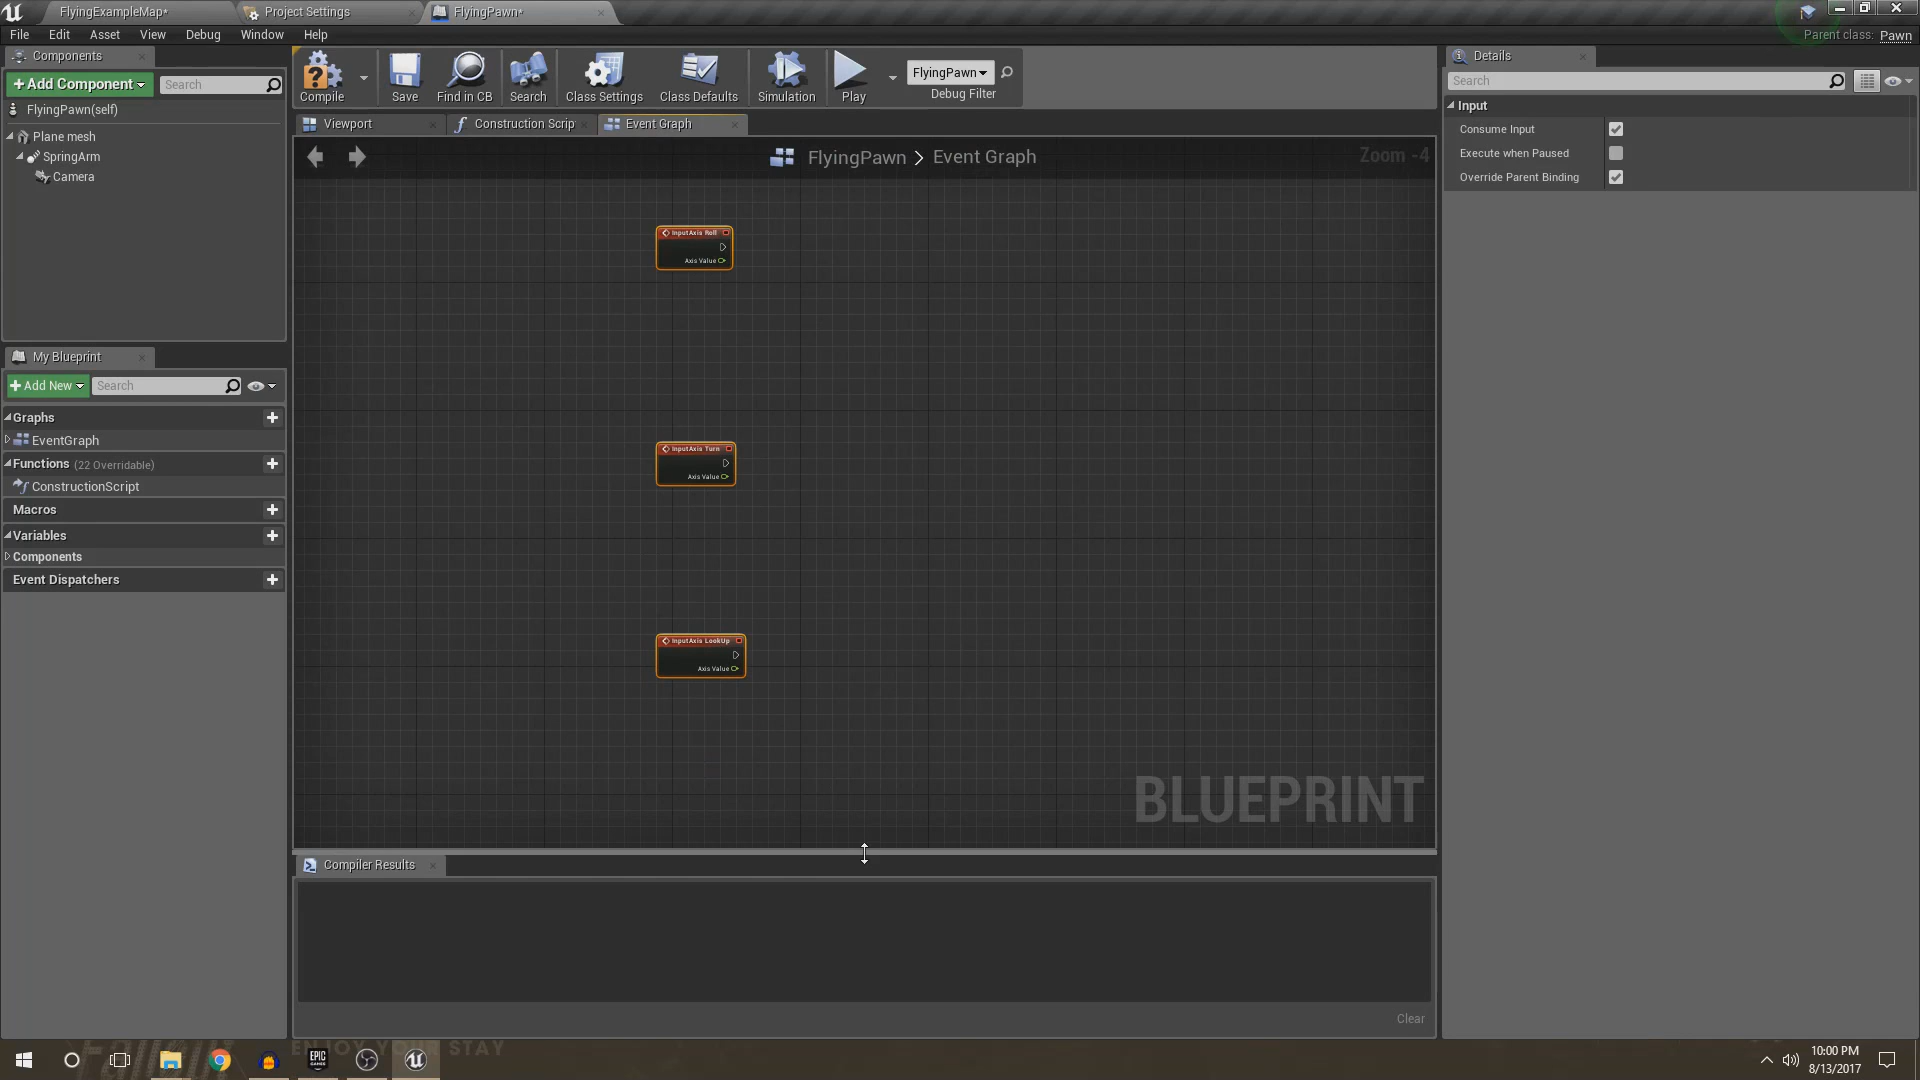 FlyingExampleMap*
Project Settings
FlyingPawn*
File Edit Asset View Debug Window Help
Parent class: Pawn
Components
+ Add Component
Search
FlyingPawn(self)
Plane mesh
SpringArm
Camera
Compile
Save
Find in CB
Search
Class Settings
Class Defaults
Simulation
Play
FlyingPawn
Debug Filter
Viewport
Construction Scrip
Event Graph
FlyingPawn > Event Graph
Zoom -4
InputAxis Roll
Axis Value
InputAxis Turn
Axis Value
InputAxis LookUp
Axis Value
BLUEPRINT
My Blueprint
+ Add New
Search
Graphs
EventGraph
Functions (22 Overridable)
ConstructionScript
Macros
Variables
Components
Event Dispatchers
Compiler Results
Clear
Details
Search
Input
Consume Input
Execute when Paused
Override Parent Binding
ENJOY YOUR STAY
EPIC GAMES
10:00 PM
8/13/2017